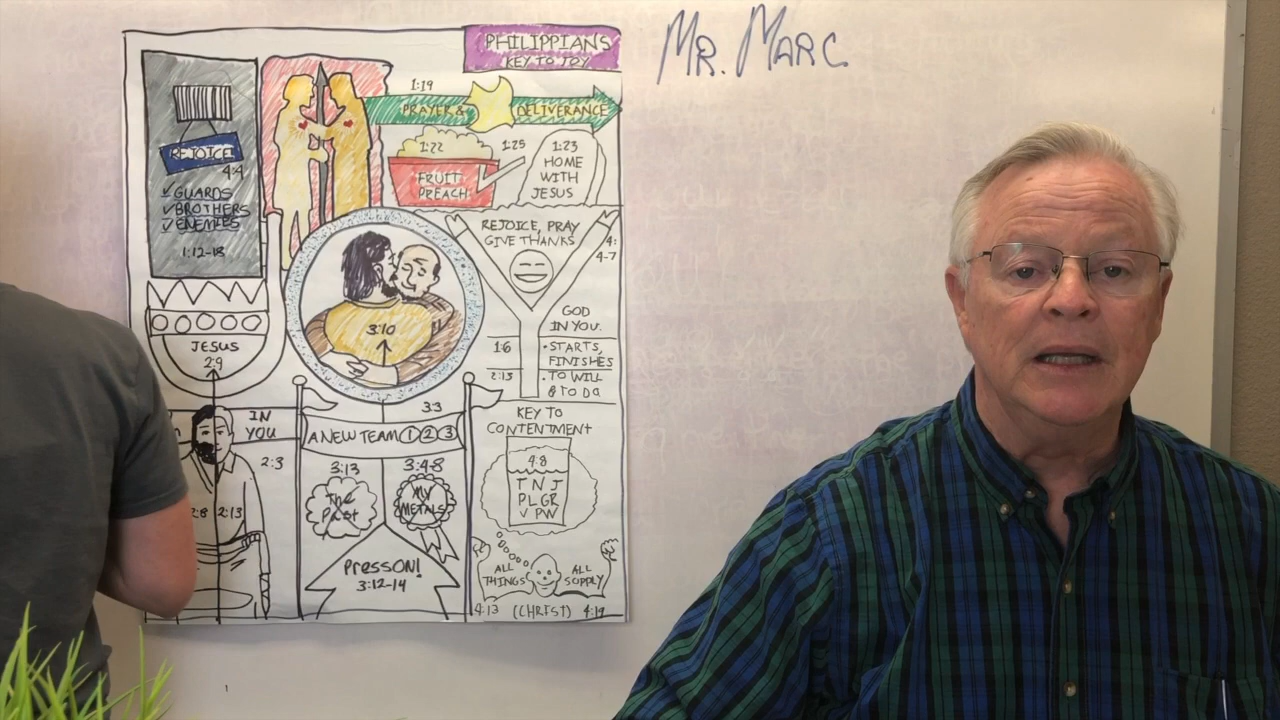 PHILIPPIANS
KEY TO JOY
MR. MARC
REJOICE!
4:4
✓GUARDS
✓BROTHERS
✓ENEMIES
1:12-18
1:19
PRAYER &
DELIVERANCE
1:22
FRUIT
PREACH
1:25
1:23
HOME
WITH
JESUS
REJOICE, PRAY
GIVE THANKS
4:
4-7
3:10
JESUS
2:9
GOD
IN YOU.
1:6
• STARTS,
FINISHES
2:13
• TO WILL
& TO DO
IN
YOU
2:3
2:8
2:13
3:3
A NEW TEAM 1 2 3
3:13
The
Past
3:4-8
MY
METALS
PRESS ON!
3:12-14
KEY TO
CONTENTMENT
4:8
T N J
PL GR
V PW
ALL
THINGS
ALL
SUPPLY
4:13 (CHRIST) 4:19